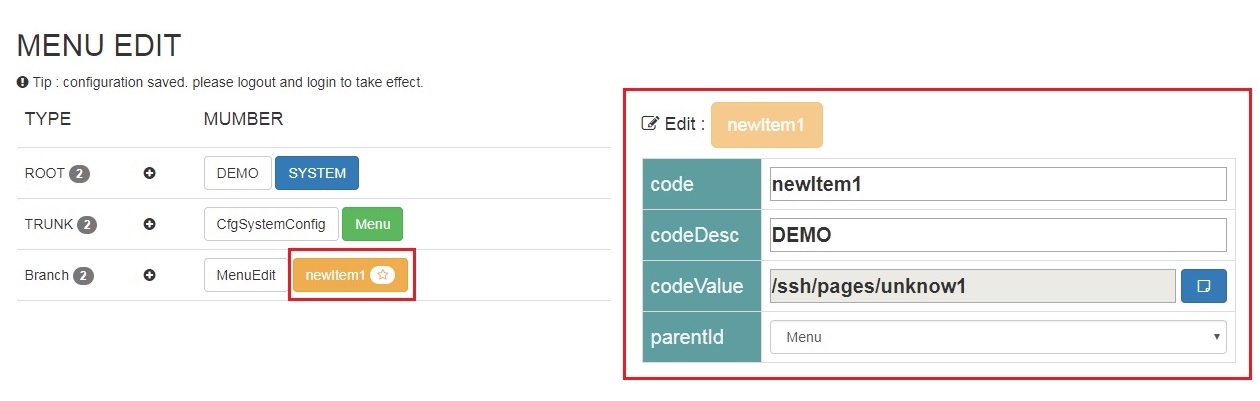 MENU EDIT
Tip : configuration saved. please logout and login to take effect.
TYPE MUMBER
ROOT 2 DEMO SYSTEM
TRUNK 2 CfgSystemConfig Menu
Branch 2 MenuEdit newItem1
Edit : newItem1
code newItem1
codeDesc DEMO
codeValue /ssh/pages/unknow1
parentId Menu